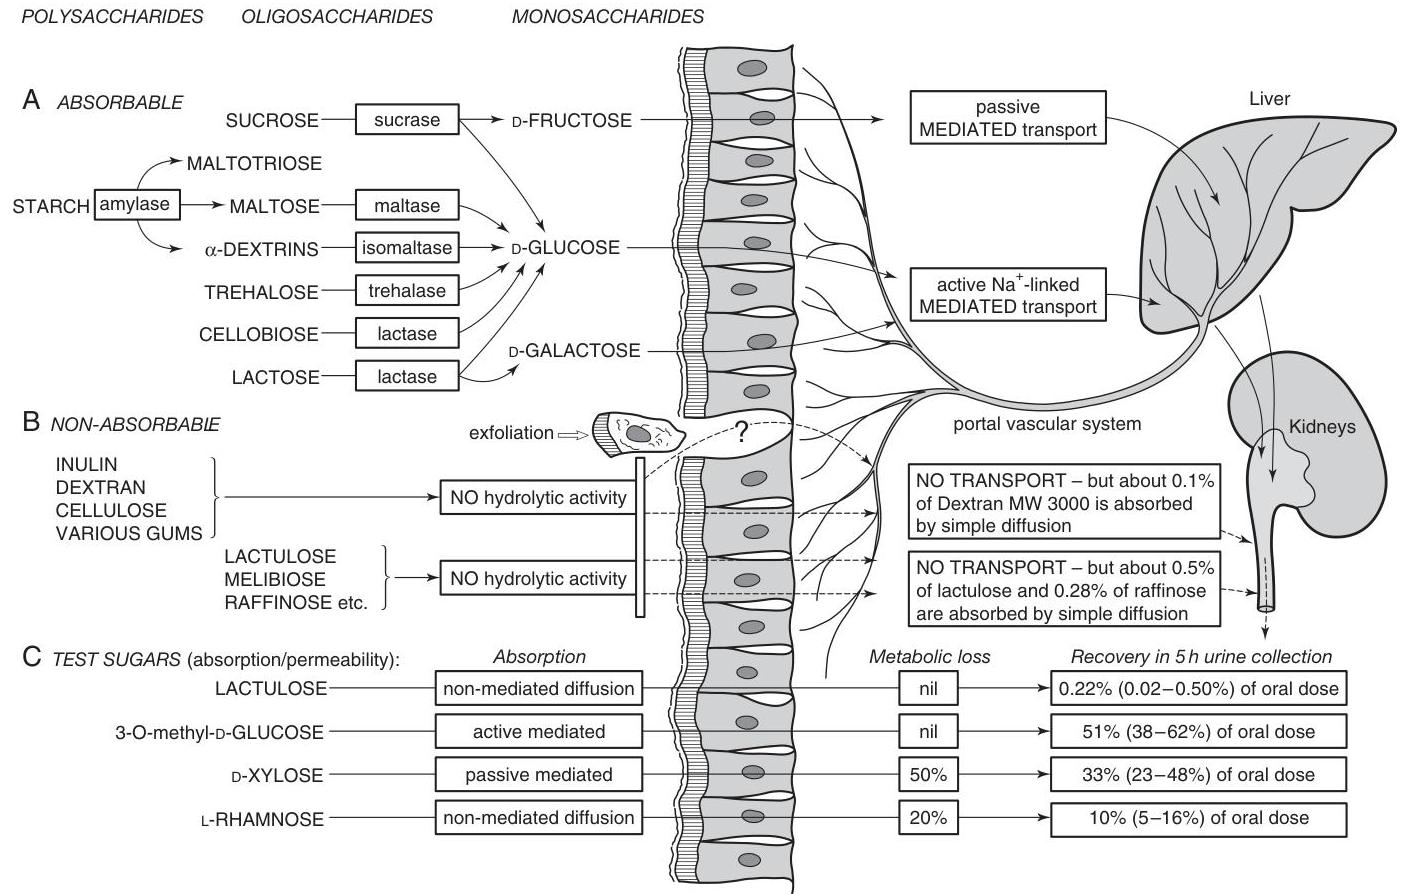 POLYSACCHARIDES OLIGOSACCHARIDES MONOSACCHARIDES
A ABSORBABLE
SUCROSE
sucrase
D-FRUCTOSE
passive
MEDIATED transport
Liver
MALTOTRIOSE
STARCH
amylase
MALTOSE
maltase
α-DEXTRINS
isomaltase
D-GLUCOSE
active Na+-linked
MEDIATED transport
TREHALOSE
trehalase
CELLOBIOSE
lactase
D-GALACTOSE
LACTOSE
lactase
portal vascular system
Kidneys
B NON-ABSORBABLE
exfoliation
?
INULIN
DEXTRAN
CELLULOSE
VARIOUS GUMS
NO hydrolytic activity
NO TRANSPORT – but about 0.1%
of Dextran MW 3000 is absorbed
by simple diffusion
LACTULOSE
MELIBIOSE
RAFFINOSE etc.
NO hydrolytic activity
NO TRANSPORT – but about 0.5%
of lactulose and 0.28% of raffinose
are absorbed by simple diffusion
C TEST SUGARS (absorption/permeability): Absorption Metabolic loss Recovery in 5 h urine collection
LACTULOSE non-mediated diffusion nil 0.22% (0.02–0.50%) of oral dose
3-O-methyl-D-GLUCOSE active mediated nil 51% (38–62%) of oral dose
D-XYLOSE passive mediated 50% 33% (23–48%) of oral dose
L-RHAMNOSE non-mediated diffusion 20% 10% (5–16%) of oral dose